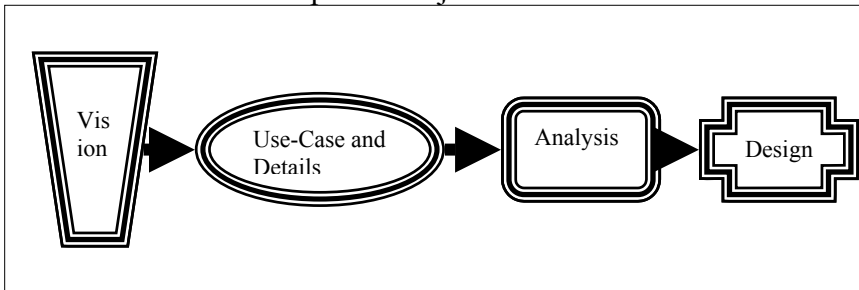 Vis
ion
Use-Case and
Details
Analysis
Design